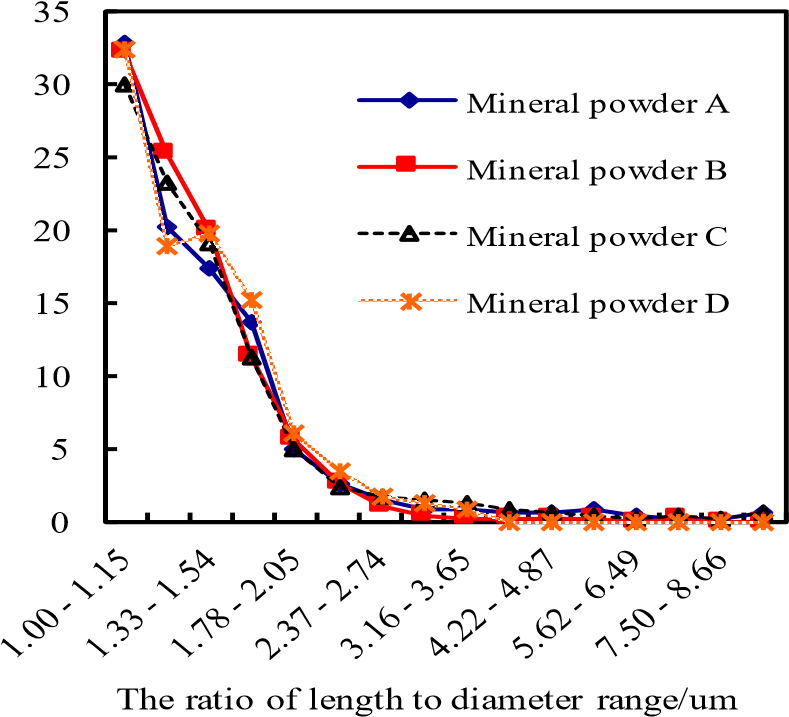 35
30
25
20
15
10
5
0
Mineral powder A
Mineral powder B
Mineral powder C
Mineral powder D
1.00 - 1.15
1.33 - 1.54
1.78 - 2.05
2.37 - 2.74
3.16 - 3.65
4.22 - 4.87
5.62 - 6.49
7.50 - 8.66
The ratio of length to diameter range/um